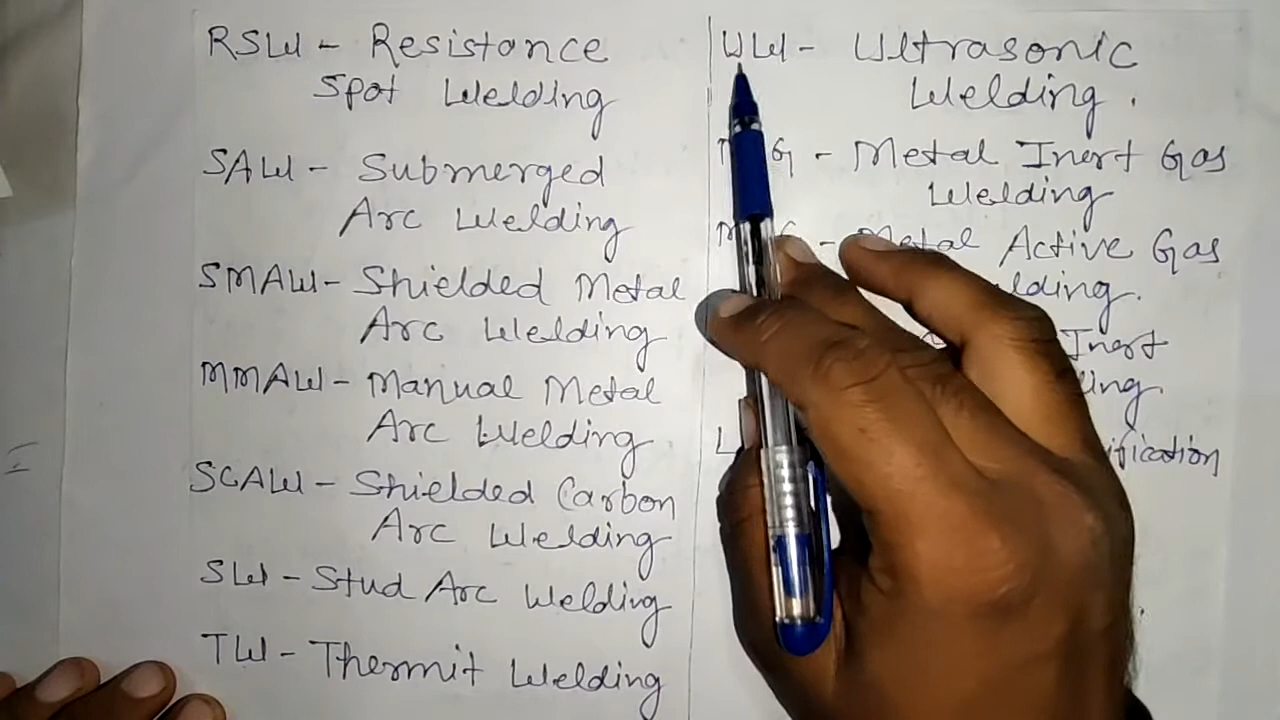 RSW - Resistance
Spot Welding
SAW - Submerged
Arc Welding
SMAW - Shielded Metal
Arc Welding
MMAW - Manual Metal
Arc Welding
SCAW - Shielded Carbon
Arc Welding
SW - Stud Arc Welding
TW - Thermit Welding
UW - Ultrasonic
Welding.
- Metal Inert Gas
Welding
- Metal Active Gas
Inert